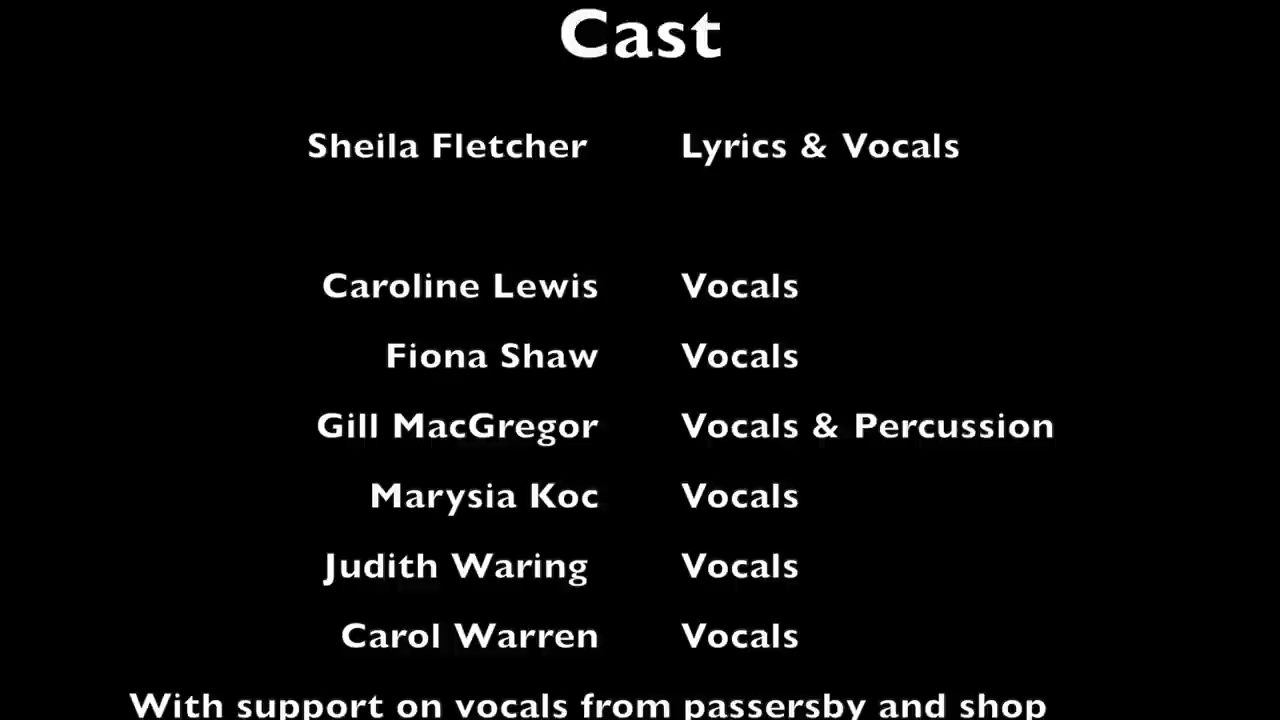 Cast
Sheila Fletcher Lyrics & Vocals
Caroline Lewis Vocals
Fiona Shaw Vocals
Gill MacGregor Vocals & Percussion
Marysia Koc Vocals
Judith Waring Vocals
Carol Warren Vocals
With support on vocals from passersby and shop